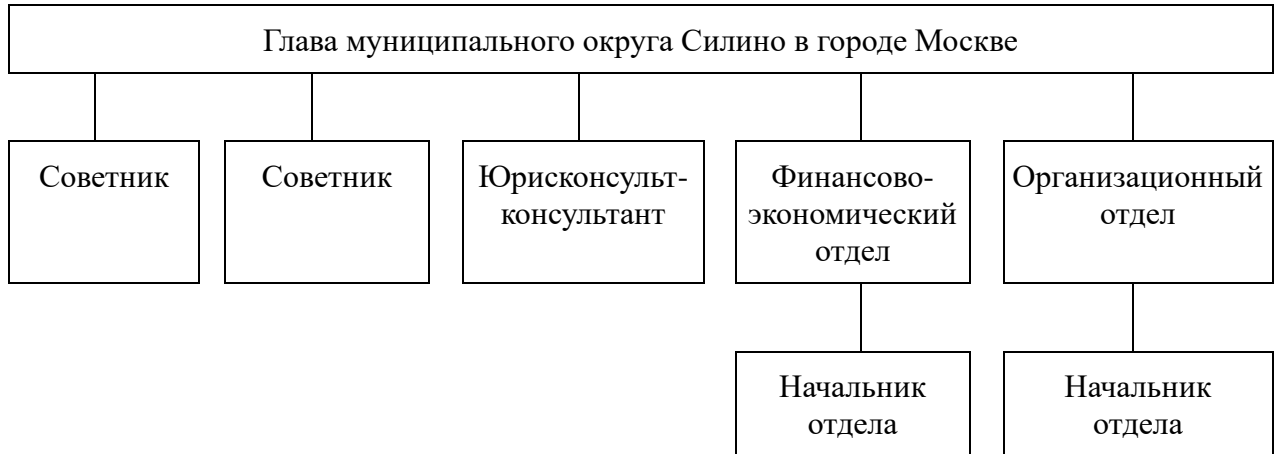 Глава муниципального округа Силино в городе Москве
Советник
Советник
Юрисконсульт-
консультант
Финансово-
экономический
отдел
Организационный
отдел
Начальник
отдела
Начальник
отдела